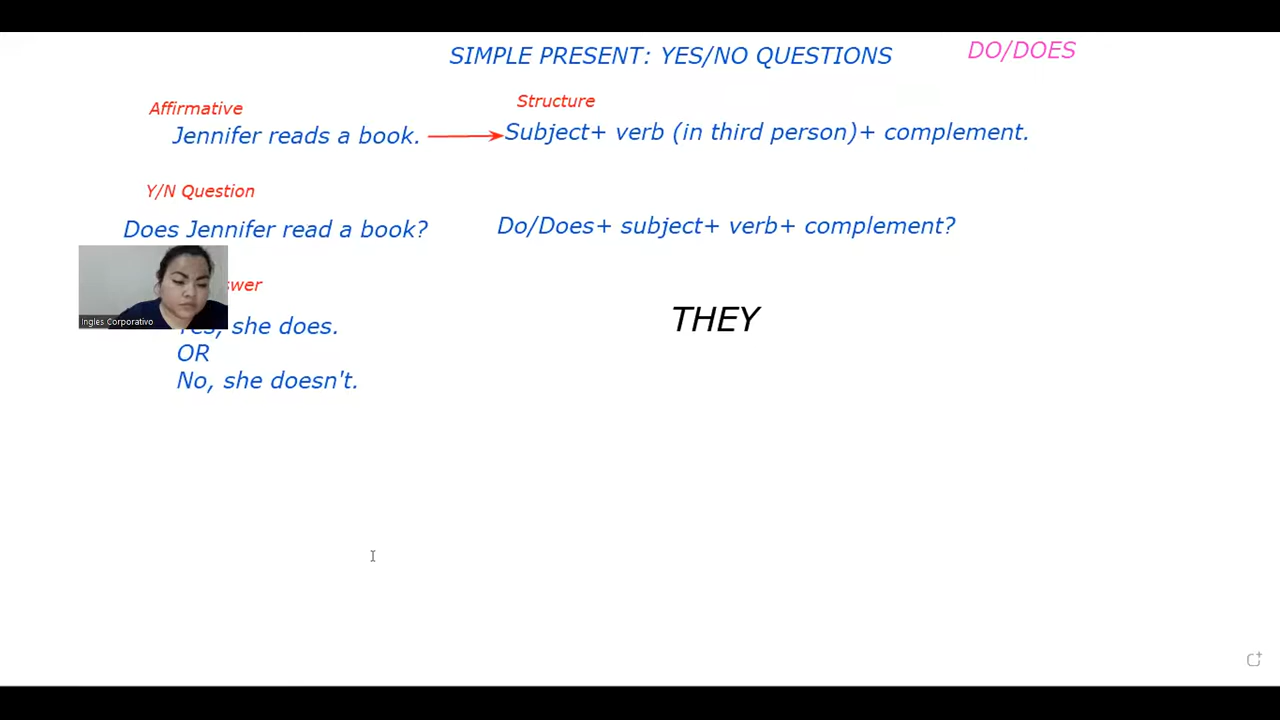 SIMPLE PRESENT: YES/NO QUESTIONS
DO/DOES
Affirmative
Structure
Jennifer reads a book.
Subject+ verb (in third person)+ complement.
Y/N Question
Does Jennifer read a book?
Do/Does+ subject+ verb+ complement?
Ingles Corporativo
she does.
THEY
OR
No, she doesn't.